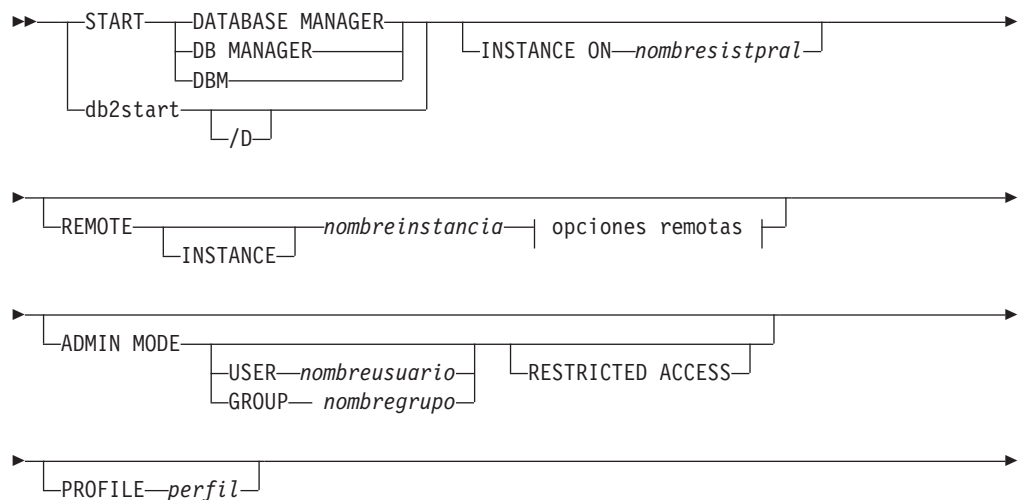 START DATABASE MANAGER
DB MANAGER
DBM
INSTANCE ON nombresistpral
db2start
/D
REMOTE nombreinstancia opciones remotas
INSTANCE
ADMIN MODE
USER nombreusuario
RESTRICTED ACCESS
GROUP nombregrupo
PROFILE perfil